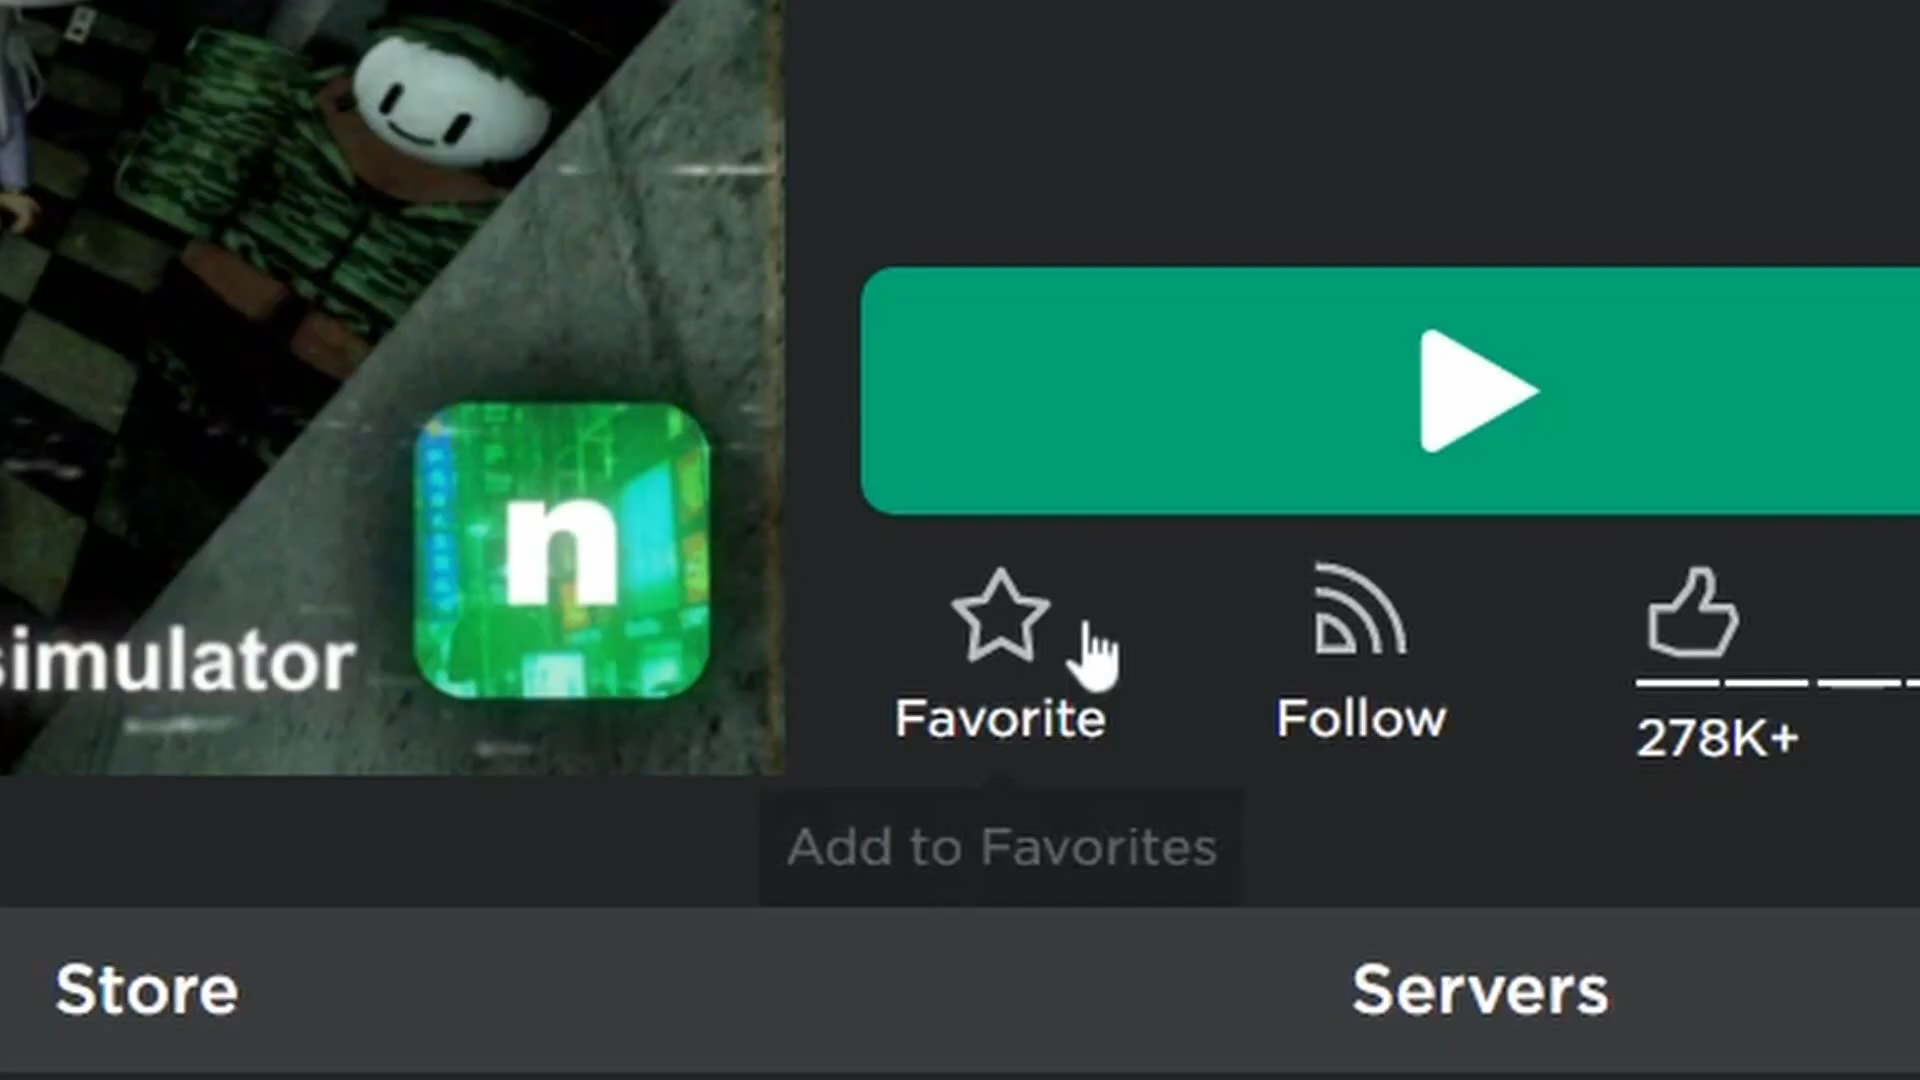 simulator
n
Favorite
Follow
278K+
Add to Favorites
Store
Servers